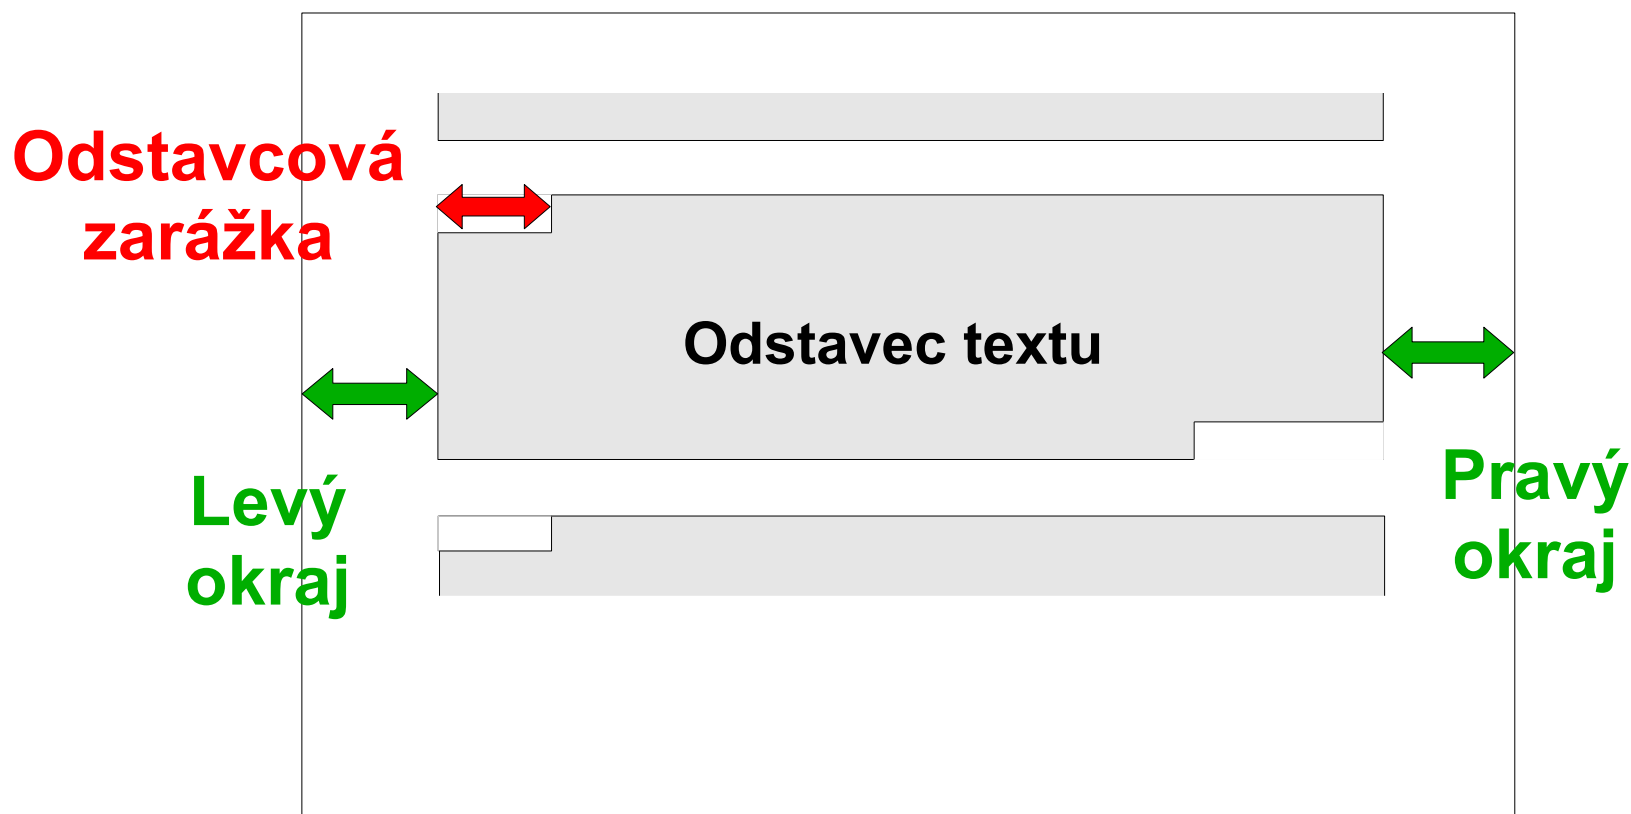 Odstavcová
zarážka
Odstavec textu
Levý
okraj
Pravý
okraj